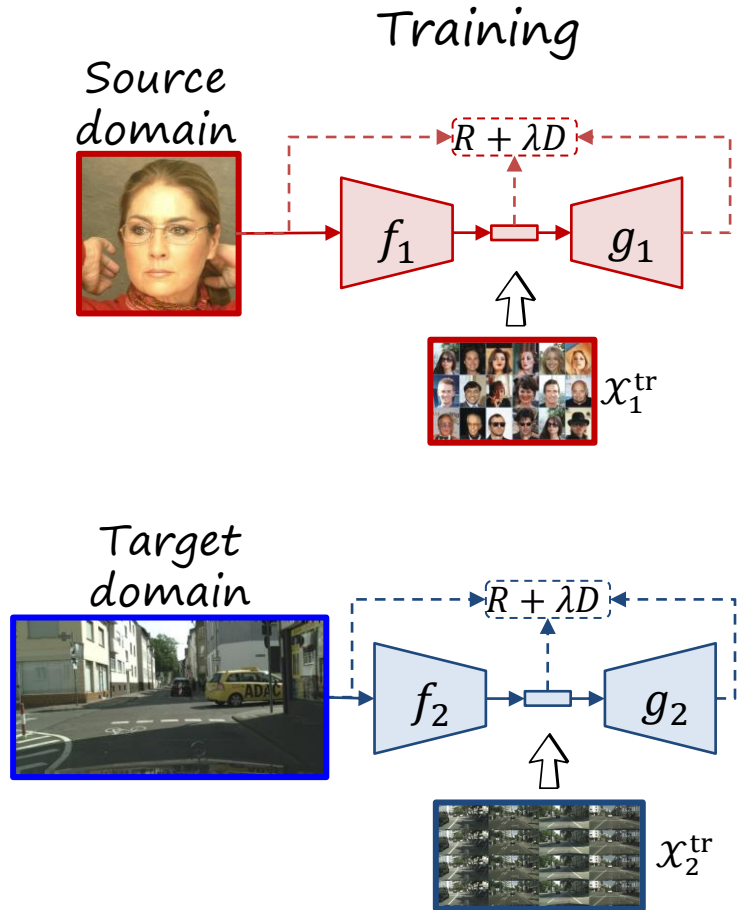 Training
Source
domain
R + λD
f₁
g₁
𝒳₁ᵗʳ
Target
domain
R + λD
ADAC
f₂
g₂
𝒳₂ᵗʳ